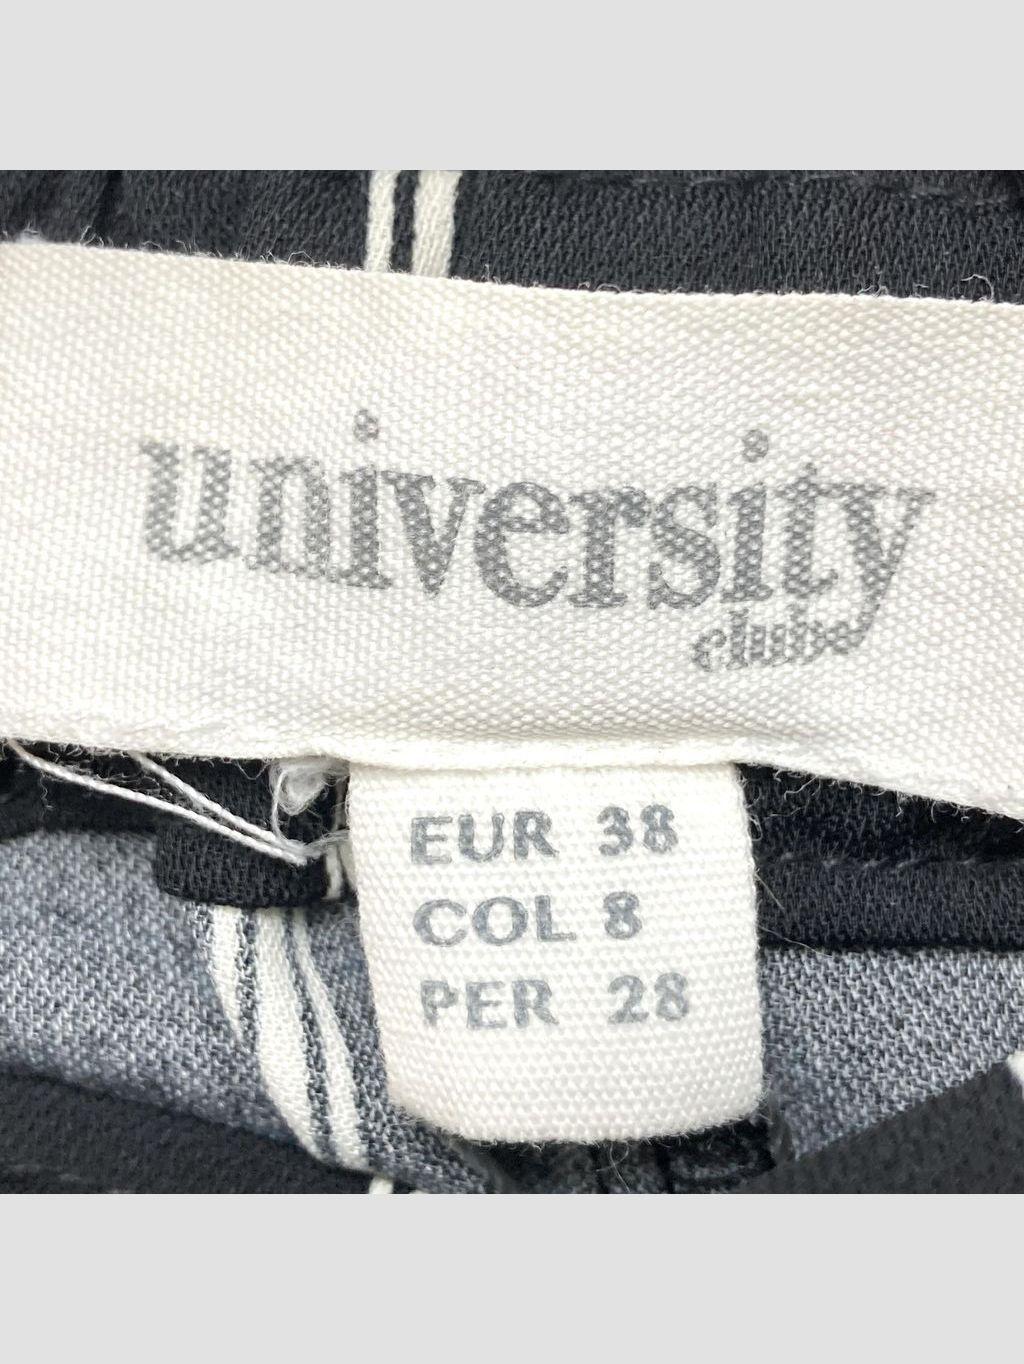 university
club
EUR 38
COL 8
PER 28